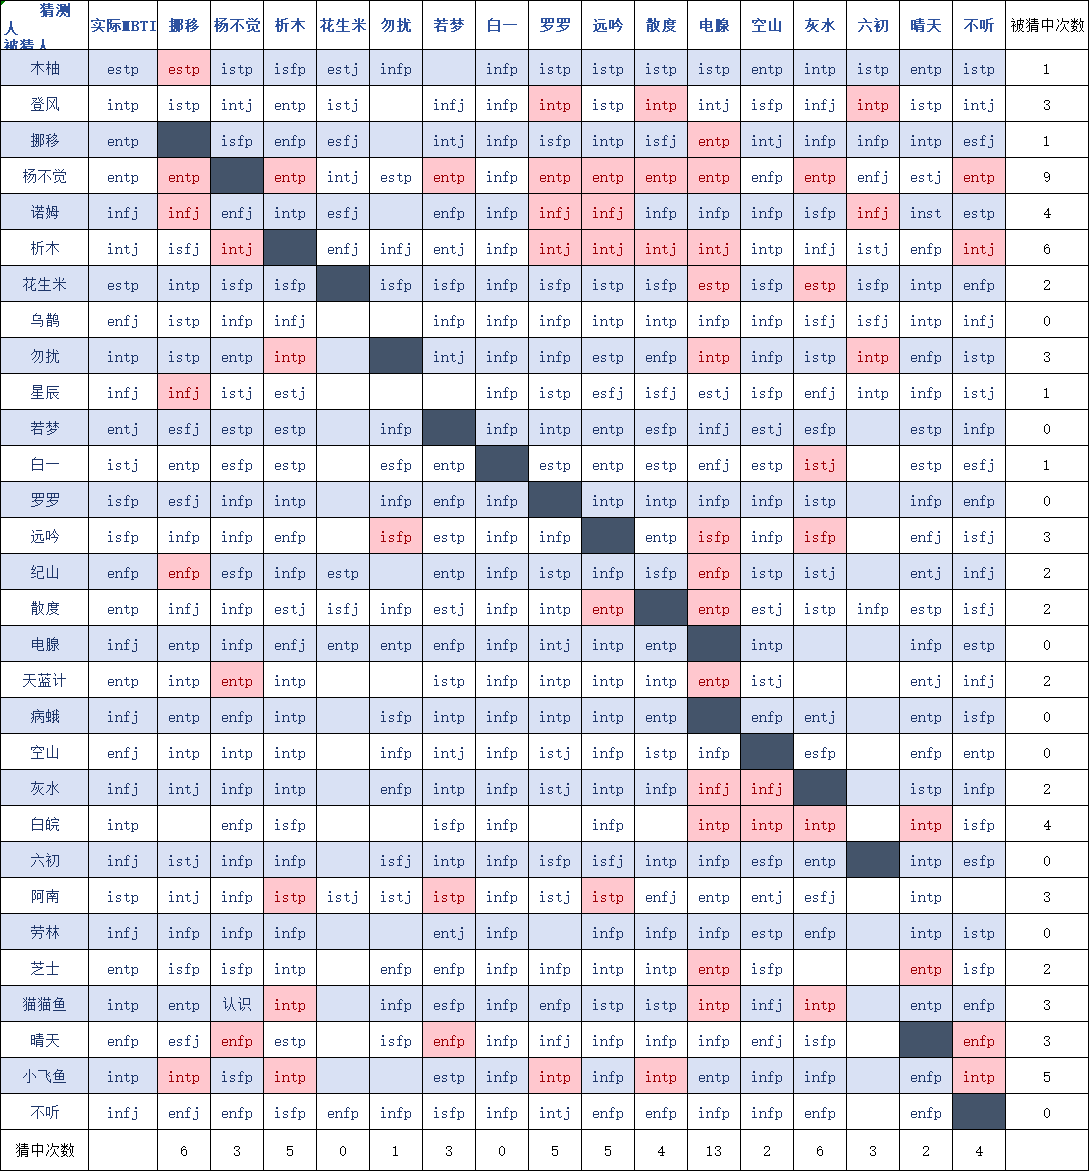 猜测人 被猜人 实际MBTI 挪移 杨不觉 析木 花生米 勿扰 若梦 白一 罗罗 远吟 散度 电腺 空山 灰水 六初 晴天 不听 被猜中次数
木柚 estp estp istp isfp estj infp infp istp istp istp istp entp intp istp entp istp 1
登风 intp istp intj entp istj infj infp intp istp intp intj isfp infj intp istp intj 3
挪移 entp isfp enfp esfj intj infp isfp intp isfj entp intj infp infp intp esfj 1
杨不觉 entp entp entp intj estp entp infp entp entp entp entp enfp entp enfj estj entp 9
诺姆 infj infj enfj intp esfj enfp infp infj infj infp infp infp isfp infj inst estp 4
析木 intj isfj intj enfj infj entj infp intj intj intj intj intp infj istj enfp intj 6
花生米 estp intp isfp isfp isfp isfp infp isfp istp isfp estp isfp estp isfp intp enfp 2
乌鹊 enfj istp infp infj infp infp infp intp intp infp infp isfj isfj intp infj 0
勿扰 intp istp entp intp intj infp infp estp enfp intp infp istp intp enfp istp 3
星辰 infj infj istj estj infp istp esfj isfj estj isfp enfj intp infp istj 1
若梦 entj esfj estp estp infp infp intp entp esfp infj estj esfp estp infp 0
白一 istj entp esfp estp esfp entp estp entp estp enfj estp istj estp esfj 1
罗罗 isfp esfj infp intp infp enfp infp intp intp infp infp istp infp enfp 0
远吟 isfp infp infp enfp isfp estp infp infp entp isfp infp isfp enfj isfj 3
纪山 enfp enfp esfp infp estp entp infp istp infp isfp enfp istp istj entj infj 2
散度 entp infj infp estj isfj infp estj infp intp entp entp estj istp infp estp isfj 2
电腺 infj entp infp enfj entp entp enfp infp intj intp entp intp infp estp 0
天蓝计 entp intp entp intp istp infp intp intp intp entp istj entj infj 2
病蛾 infj entp enfp intp isfp intp infp intp intp entp enfp entj entp isfp 0
空山 enfj intp intp intp infp intj infp istj infp istp infp esfp enfp entp 0
灰水 infj intj infp intp enfp intp infp istj intp infp infj infj istp infp 2
白皖 intp enfp isfp isfp infp infp intp intp intp intp isfp 4
六初 infj istj infp infp isfj intp infp isfp isfj intp infp esfp entp intp esfp 0
阿南 istp intj infp istp istj istj istp infp istj istp enfj entp entj esfj intp 3
劳林 infj infp infp infp entj infp infp infp infp estp enfp intp istp 0
芝士 entp isfp isfp intp enfp enfp infp infp intp intp entp isfp entp isfp 2
猫猫鱼 intp entp 认识 intp infp esfp infp enfp istp istp intp infj intp entp enfp 3
晴天 enfp esfj enfp estp isfp enfp infp infj infp infp infp enfj isfp enfp 3
小飞鱼 intp intp isfp intp estp infp intp infp intp entp infp infp enfp intp 5
不听 infj enfj enfp isfp enfp infp isfp infp intj enfp enfp infp infp enfp enfp 0
猜中次数 6 3 5 0 1 3 0 5 5 4 13 2 6 3 2 4